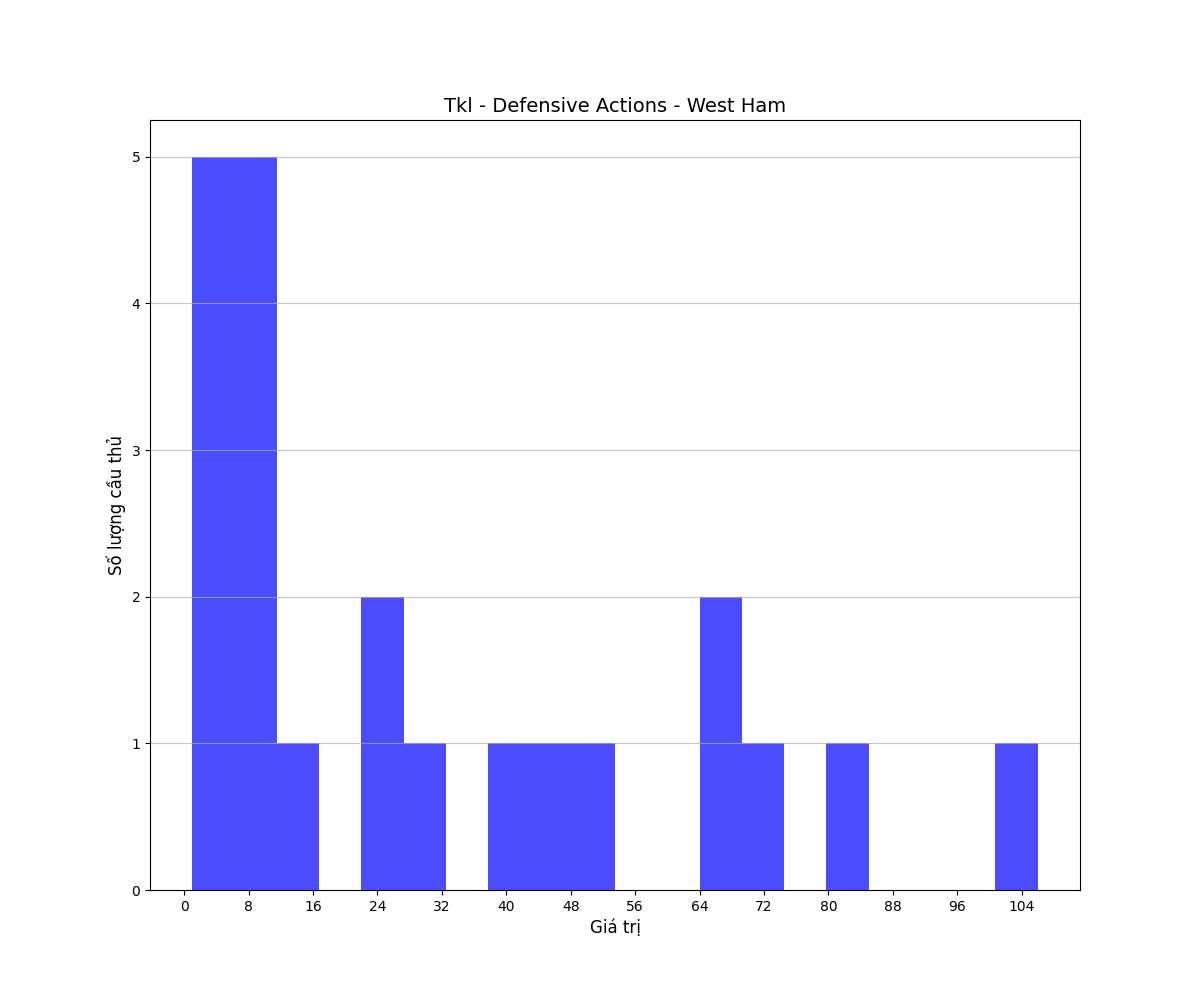 Tkl - Defensive Actions - West Ham
5
4
3
2
1
0
Số lượng cầu thủ
0 8 16 24 32 40 48 56 64 72 80 88 96 104
Giá trị